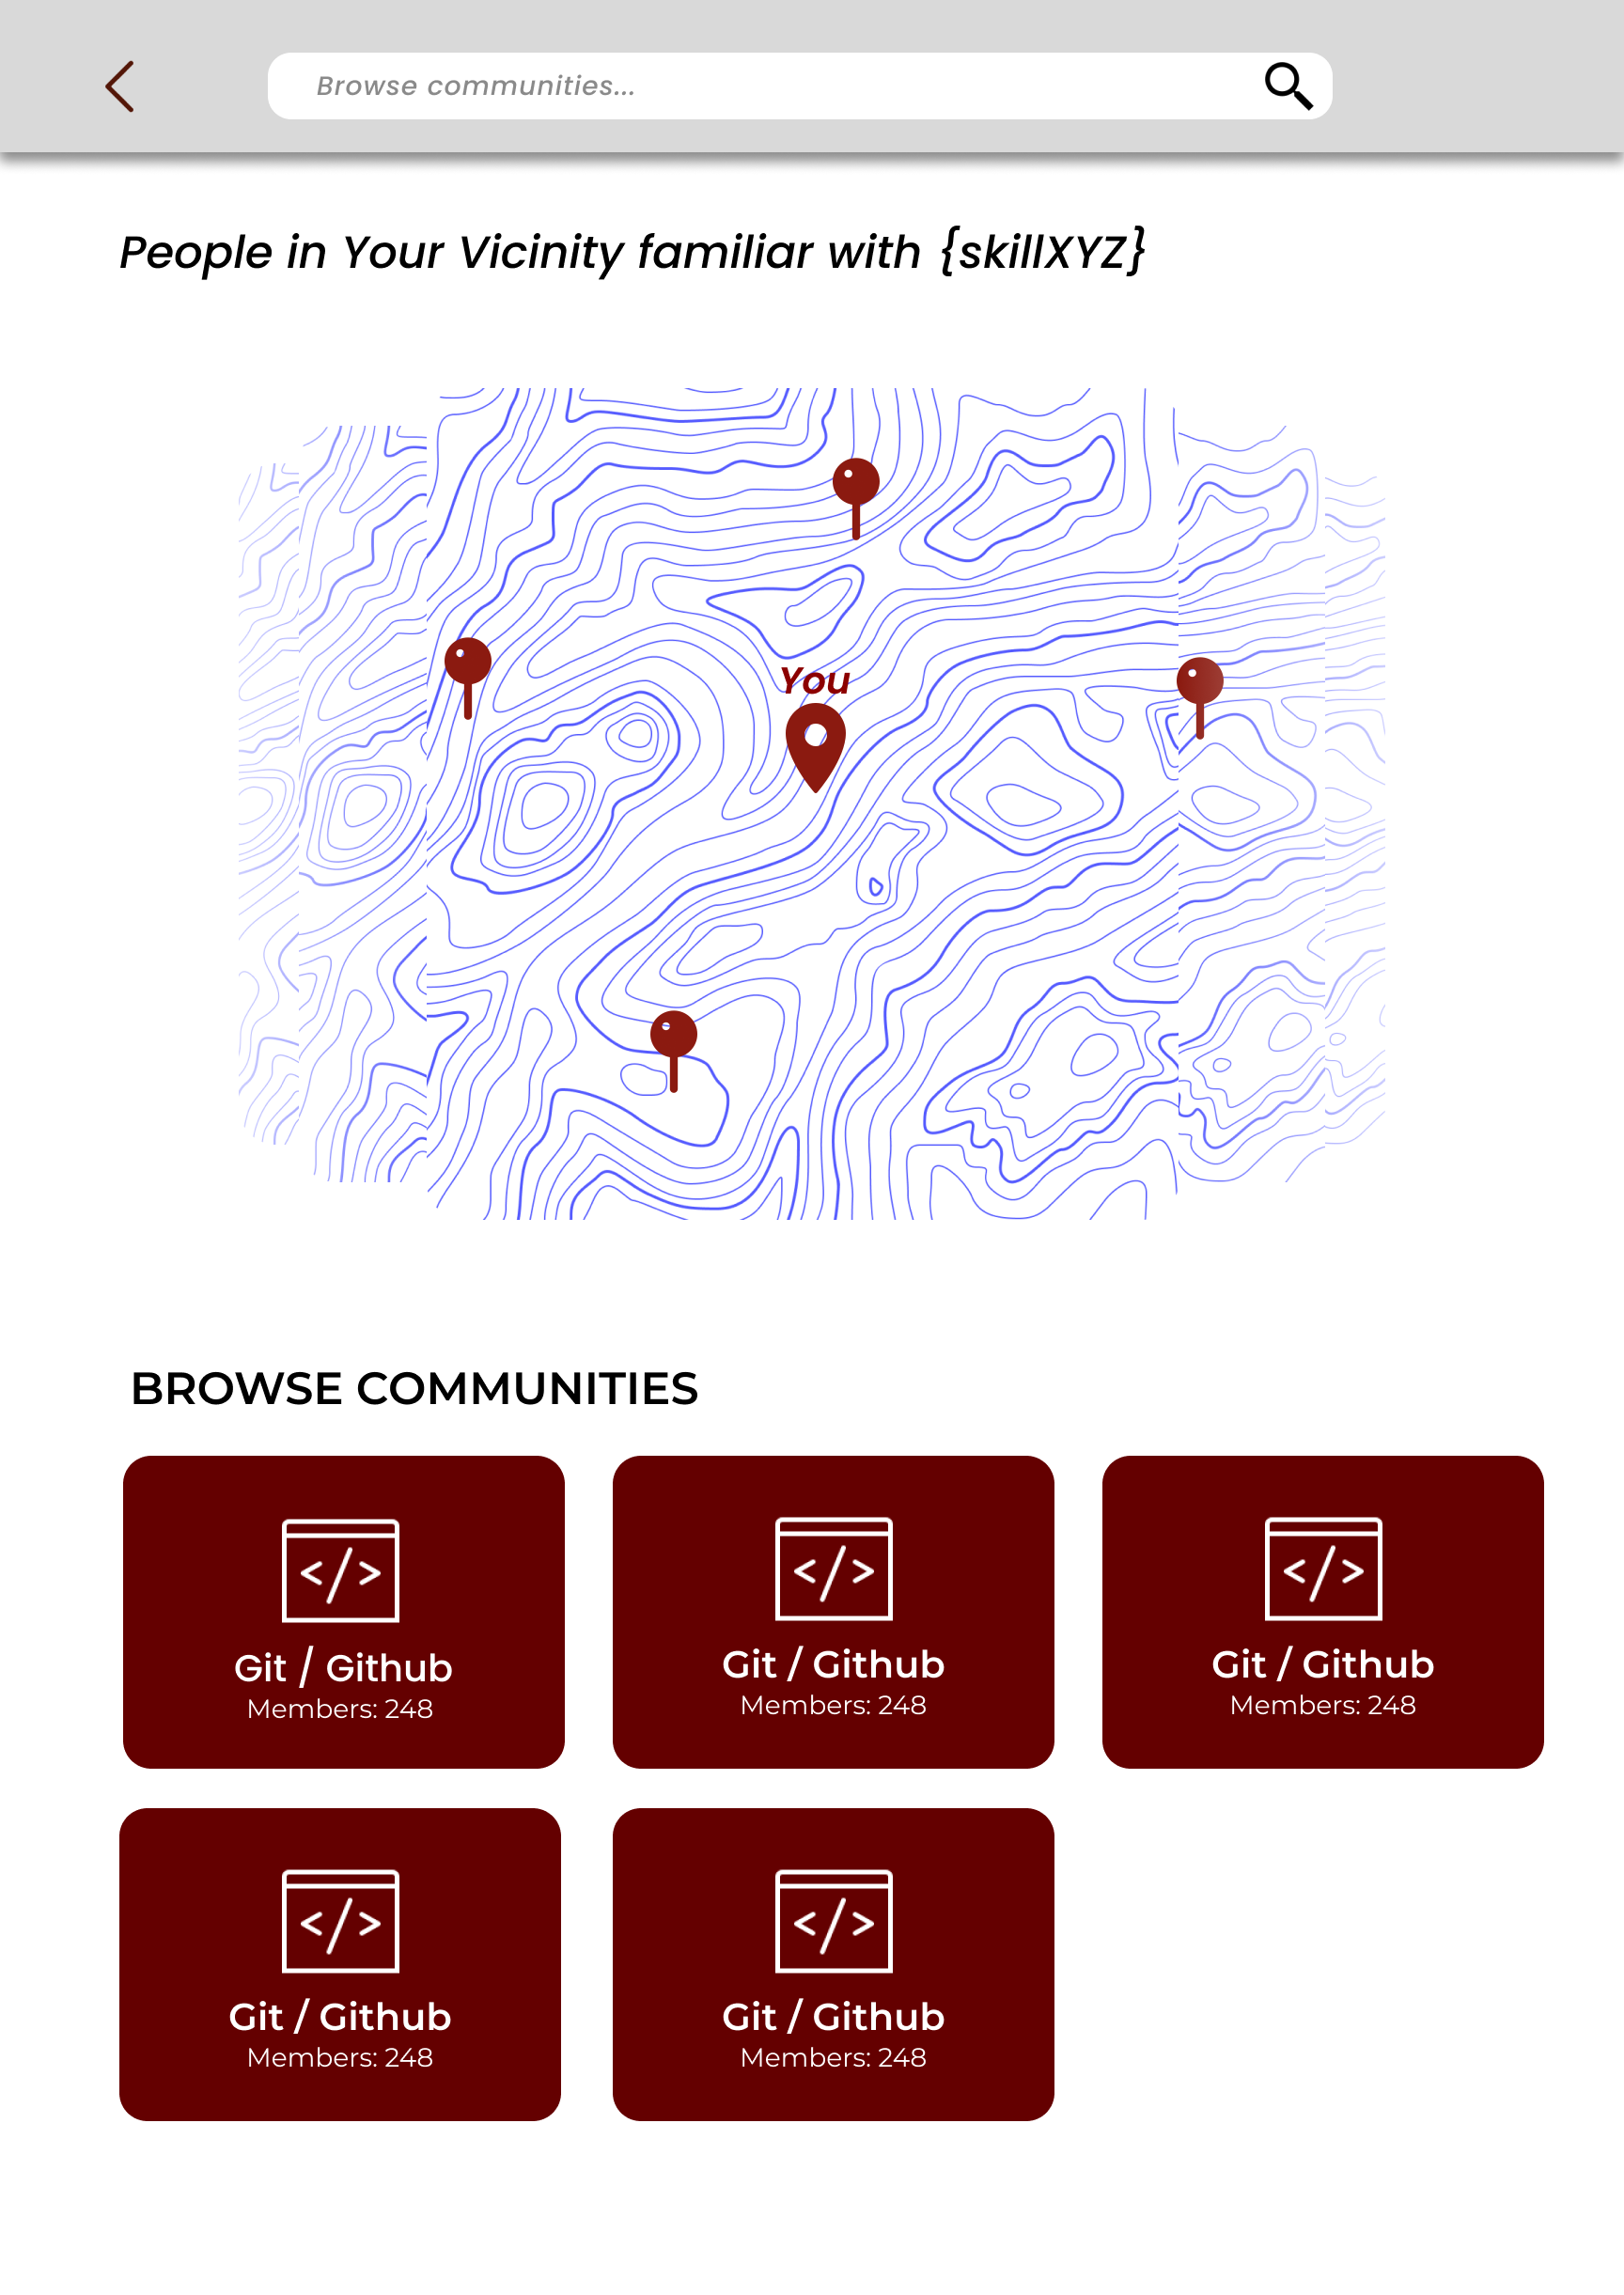 Browse communities...
People in Your Vicinity familiar with {skillXYZ}
You
BROWSE COMMUNITIES
</>
Git / Github
Members: 248
</>
Git / Github
Members: 248
</>
Git / Github
Members: 248
</>
Git / Github
Members: 248
</>
Git / Github
Members: 248